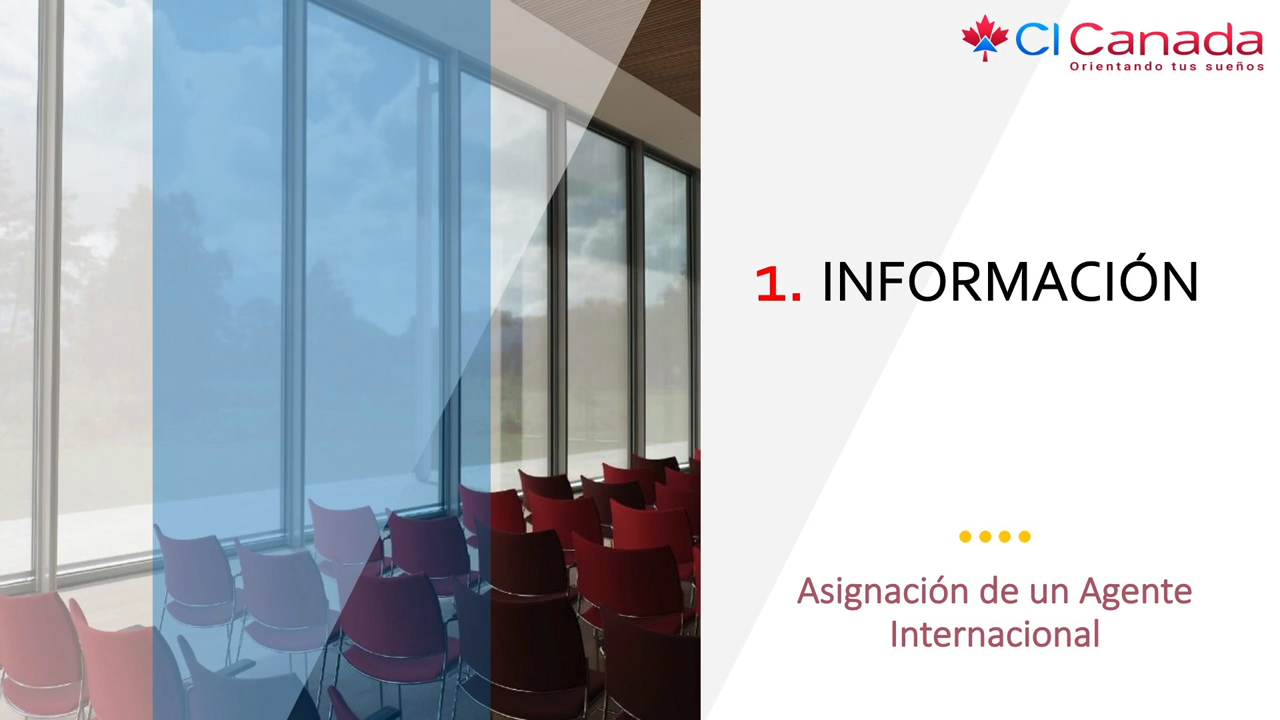 CI Canada
Orientando tus sueños
1. INFORMACIÓN
Asignación de un Agente
Internacional